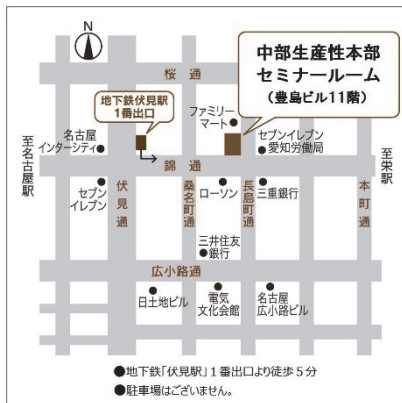 N
中部生産性本部
セミナールーム
(豊島ビル11階)
桜通
地下鉄伏見駅
1番出口
ファミリー
マート
セブンイレブン
愛知労働局
名古屋
インターシティ
至名古屋駅
至栄駅
錦通
セブン
イレブン
伏見通
桑名町通
ローソン
長島町通
三重銀行
本町通
三井住友
銀行
広小路通
日土地ビル
電気
文化会館
名古屋
広小路ビル
●地下鉄「伏見駅」1番出口より徒歩5分
●駐車場はございません。